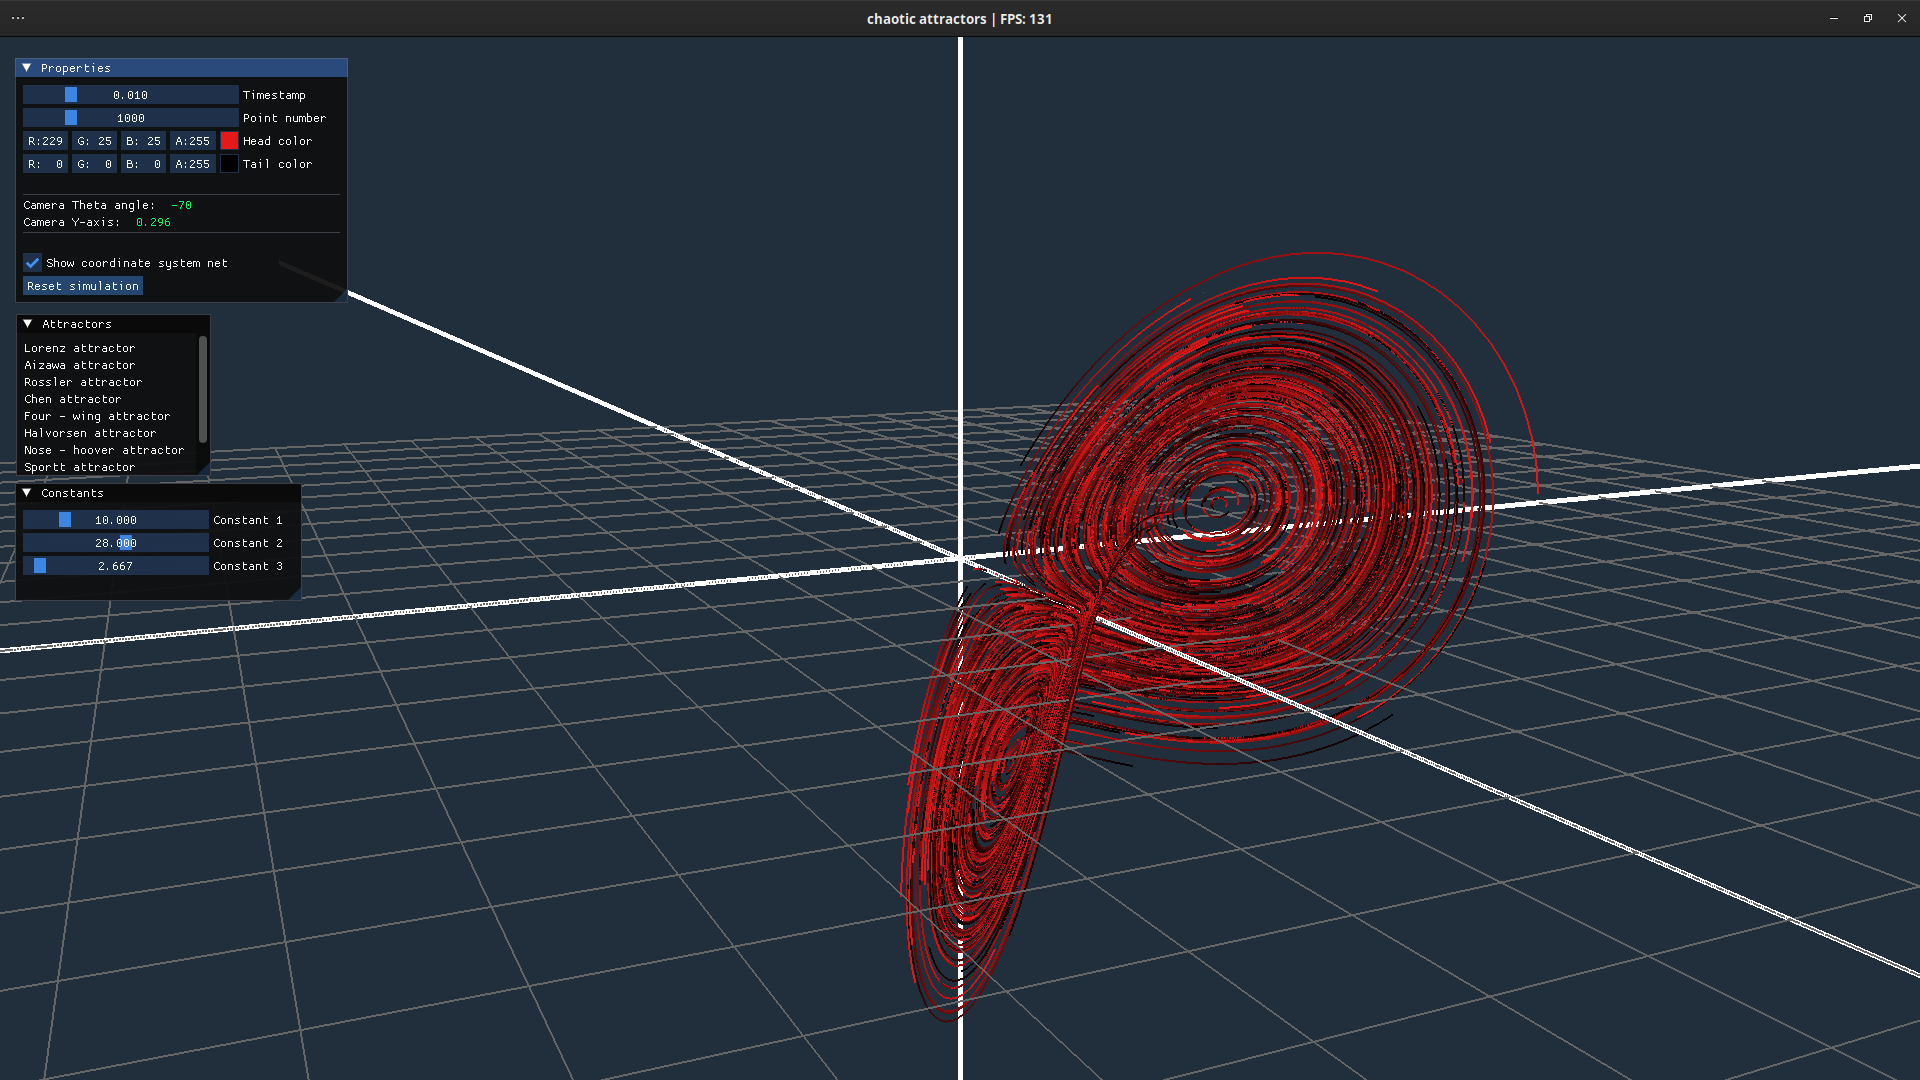 chaotic attractors | FPS: 131
Properties
0.010 Timestamp
1000 Point number
R:229 G: 25 B: 25 A:255 Head color
R: 0 G: 0 B: 0 A:255 Tail color
Camera Theta angle: -70
Camera Y-axis: 0.296
Show coordinate system net
Reset simulation
Attractors
Lorenz attractor
Aizawa attractor
Rossler attractor
Chen attractor
Four - wing attractor
Halvorsen attractor
Nose - hoover attractor
Sportt attractor
Constants
10.000 Constant 1
28.000 Constant 2
2.667 Constant 3